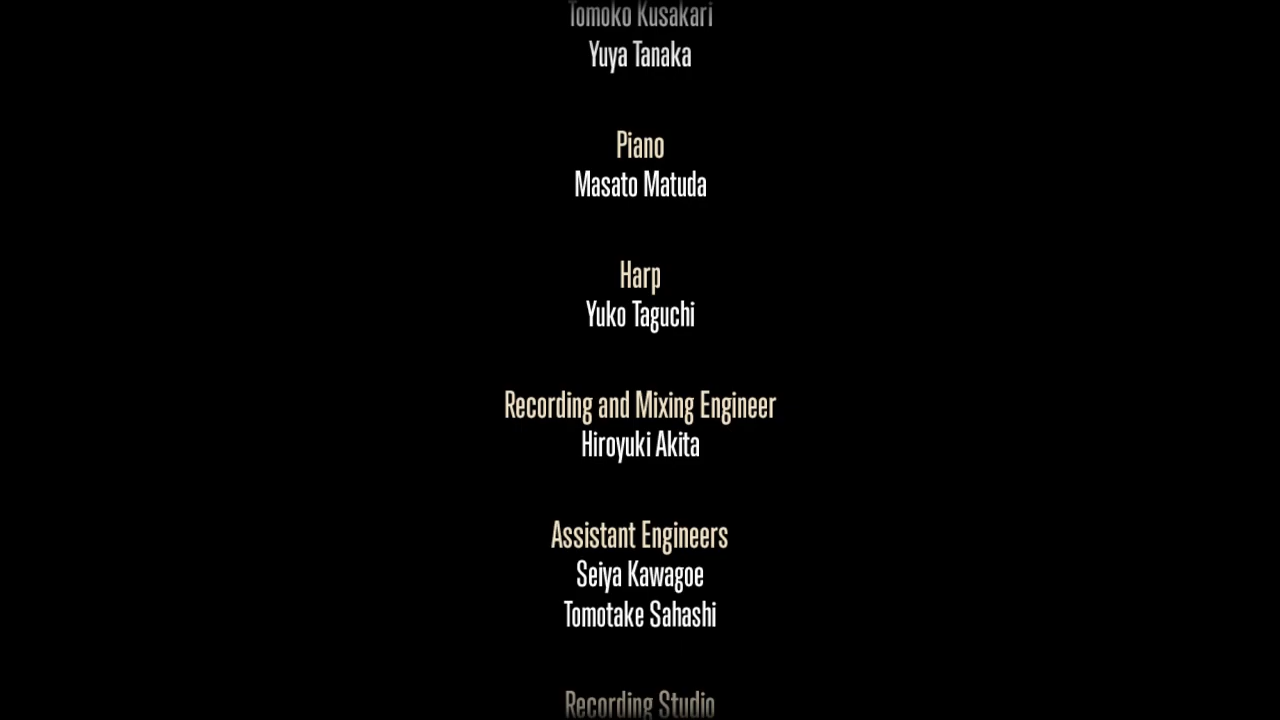 Tomoko Kusakari
Yuya Tanaka
Piano
Masato Matuda
Harp
Yuko Taguchi
Recording and Mixing Engineer
Hiroyuki Akita
Assistant Engineers
Seiya Kawagoe
Tomotake Sahashi
Recording Studio